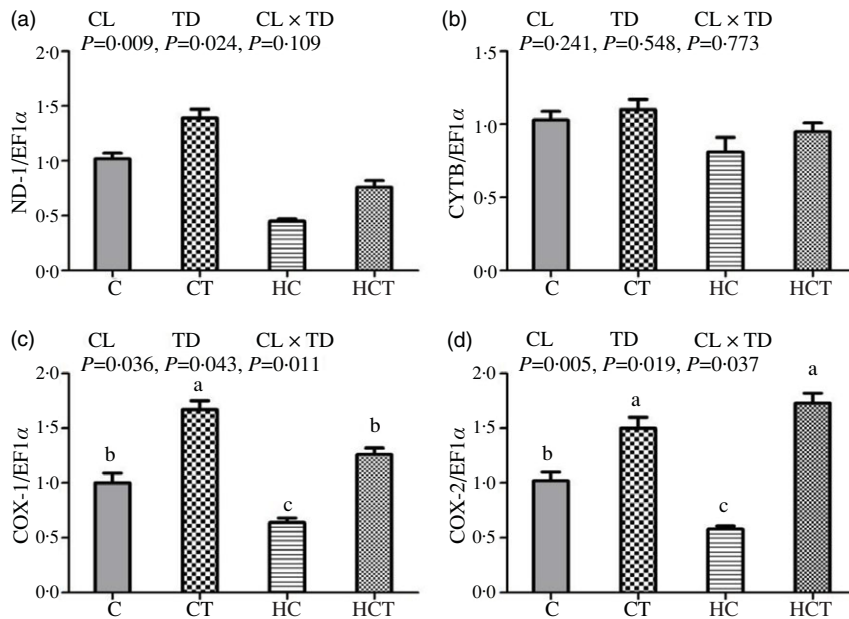 (a) CL TD CL × TD
P=0·009, P=0·024, P=0·109
ND-1/EF1α
2·0
1·5
1·0
0·5
0·0
C CT HC HCT
(b) CL TD CL × TD
P=0·241, P=0·548, P=0·773
CYTB/EF1α
1·5
1·0
0·5
0·0
C CT HC HCT
(c) CL TD CL × TD
P=0·036, P=0·043, P=0·011
COX-1/EF1α
2·0
1·5
1·0
0·5
0·0
b a c b
C CT HC HCT
(d) CL TD CL × TD
P=0·005, P=0·019, P=0·037
COX-2/EF1α
2·0
1·5
1·0
0·5
0·0
b a c a
C CT HC HCT